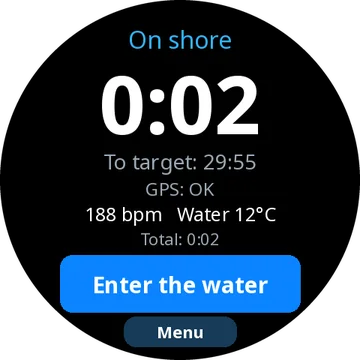 On shore
0:02
To target: 29:55
GPS: OK
188 bpm Water 12°C
Total: 0:02
Enter the water
Menu